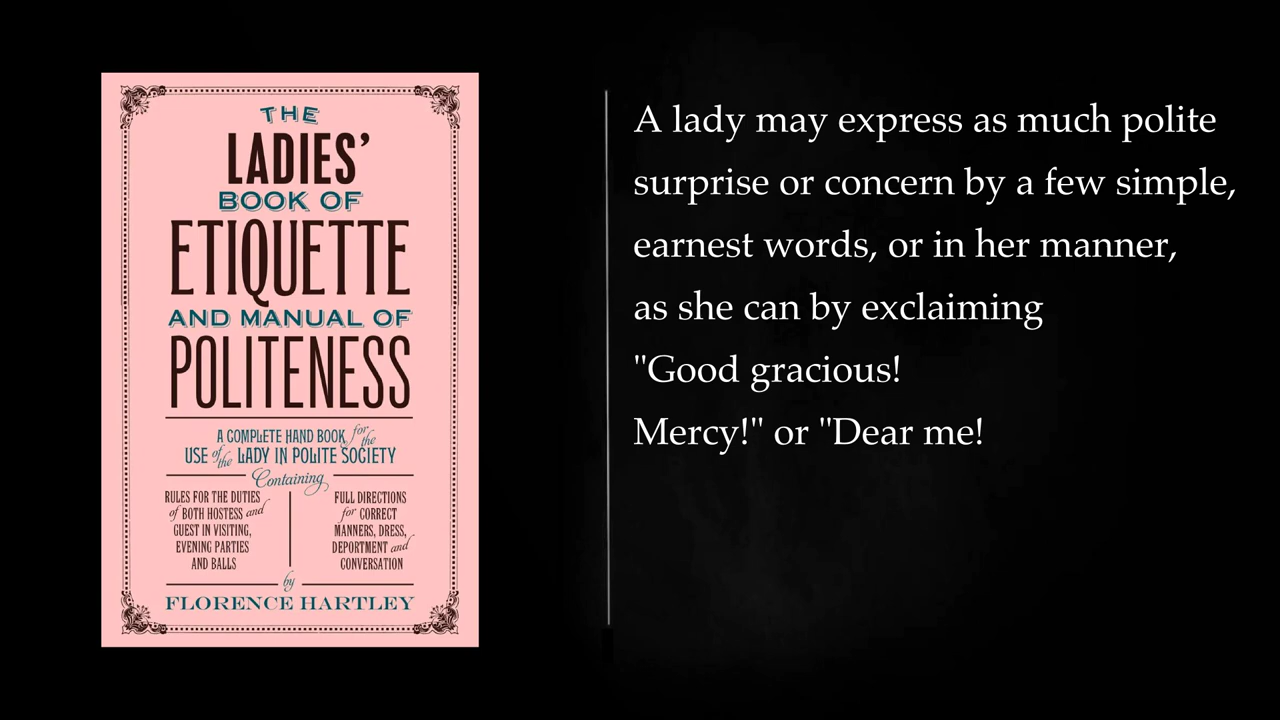 THE
LADIES'
BOOK OF
ETIQUETTE
AND MANUAL OF
POLITENESS
A COMPLETE HAND BOOK for the
USE of the LADY IN POLITE SOCIETY
Containing
RULES FOR THE DUTIES
of BOTH HOSTESS and
GUEST IN VISITING,
EVENING PARTIES
AND BALLS
FULL DIRECTIONS
for CORRECT
MANNERS, DRESS,
DEPORTMENT and
CONVERSATION
by
FLORENCE HARTLEY
A lady may express as much polite
surprise or concern by a few simple,
earnest words, or in her manner,
as she can by exclaiming
"Good gracious!
Mercy!" or "Dear me!